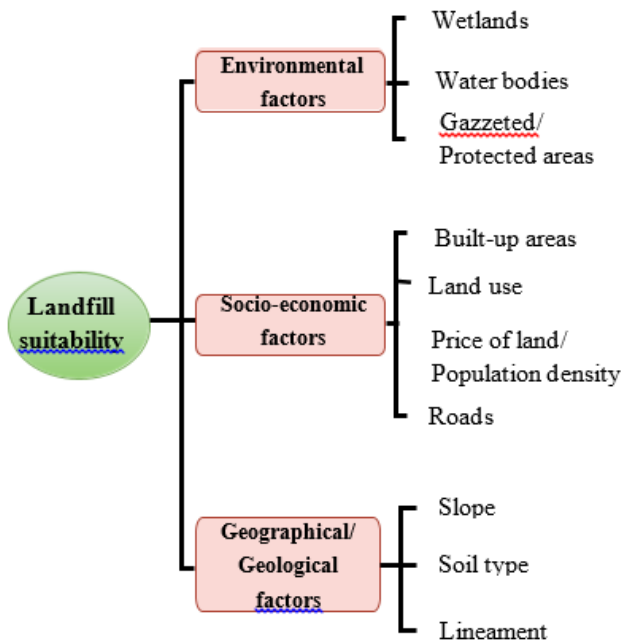 Landfill
suitability
Environmental
factors
Wetlands
Water bodies
Gazzeted/
Protected areas
Socio-economic
factors
Built-up areas
Land use
Price of land/
Population density
Roads
Geographical/
Geological
factors
Slope
Soil type
Lineament